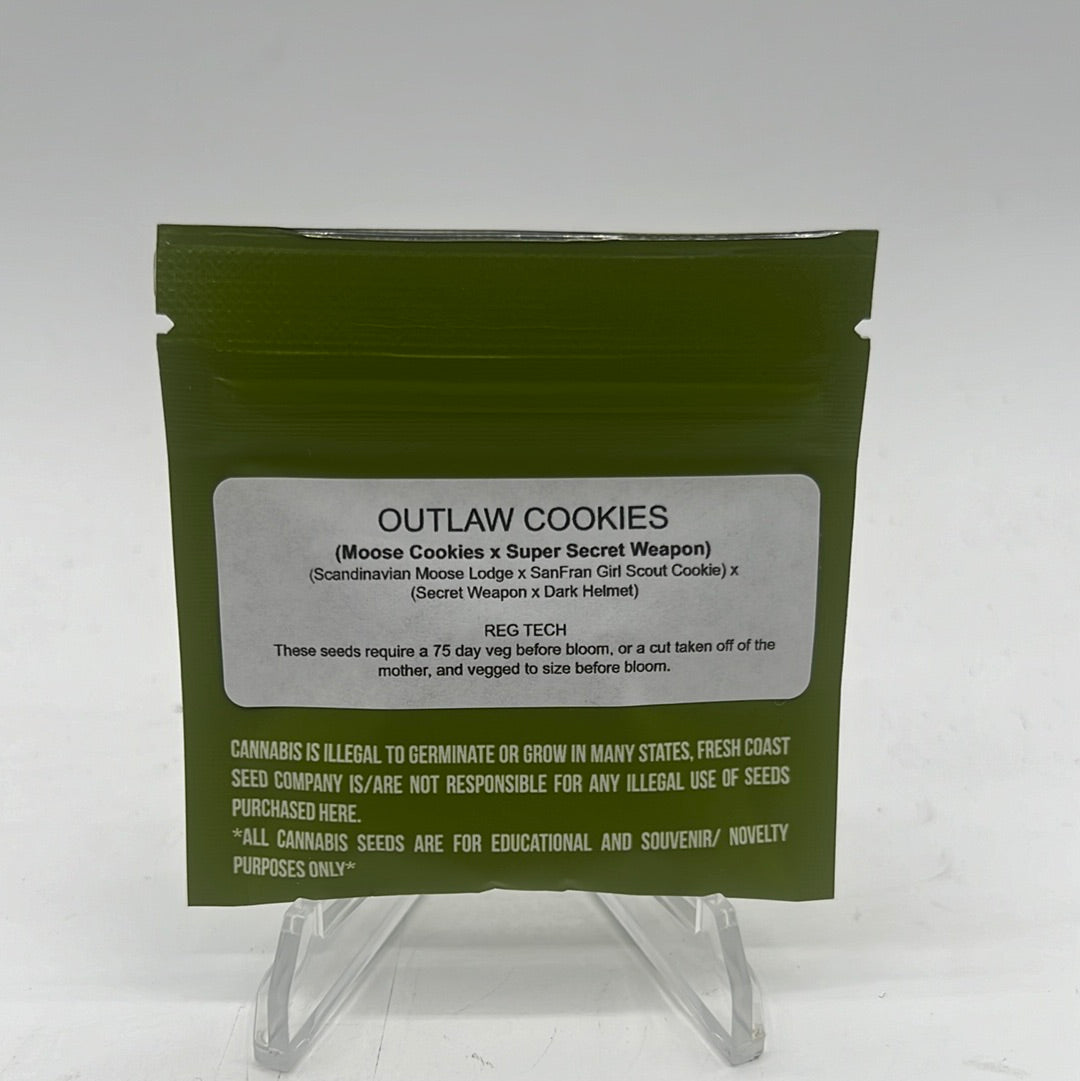 OUTLAW COOKIES
(Moose Cookies x Super Secret Weapon)
(Scandinavian Moose Lodge x SanFran Girl Scout Cookie) x
(Secret Weapon x Dark Helmet)
REG TECH
These seeds require a 75 day veg before bloom, or a cut taken off of the
mother, and vegged to size before bloom.
CANNABIS IS ILLEGAL TO GERMINATE OR GROW IN MANY STATES, FRESH COAST
SEED COMPANY IS/ARE NOT RESPONSIBLE FOR ANY ILLEGAL USE OF SEEDS
PURCHASED HERE.
*ALL CANNABIS SEEDS ARE FOR EDUCATIONAL AND SOUVENIR/ NOVELTY
PURPOSES ONLY*